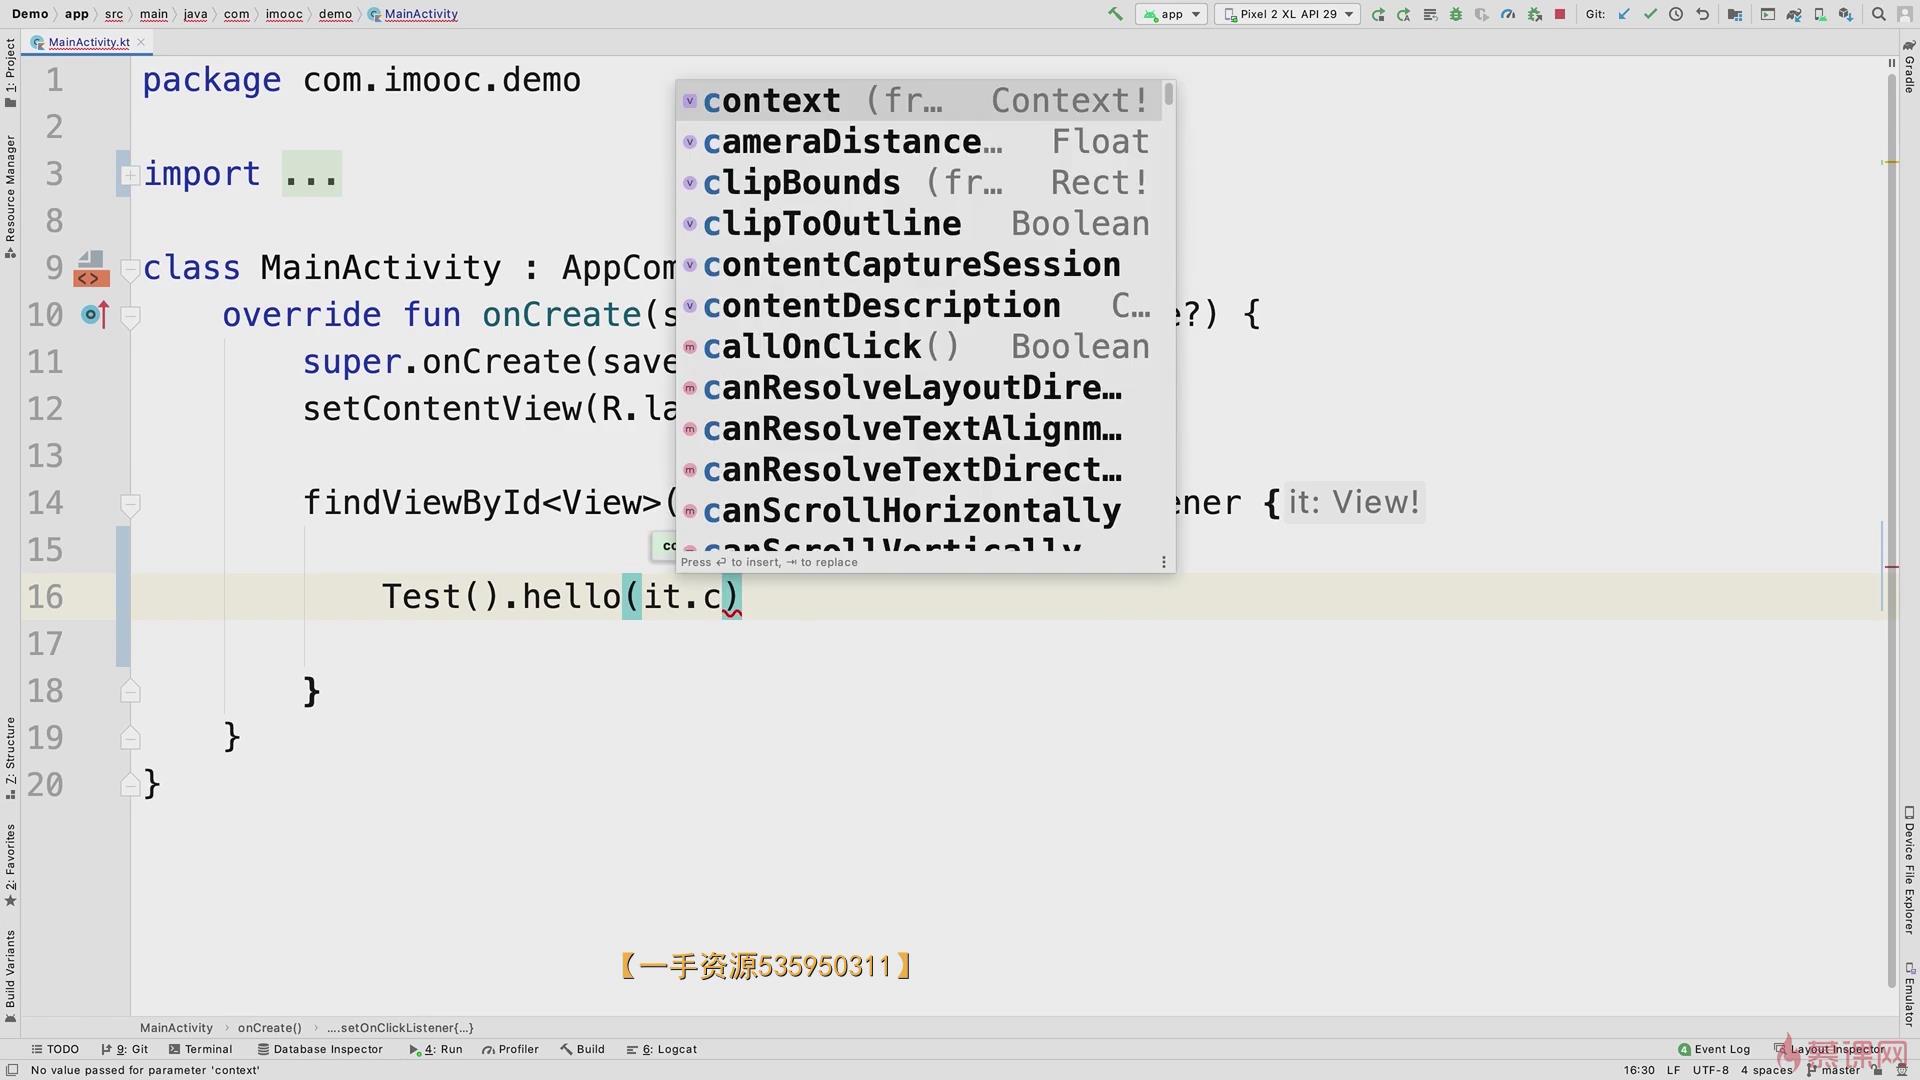 Demo app src main java com imooc demo MainActivity
app Pixel 2 XL API 29 Git:
MainActivity.kt
1: Project
Resource Manager
Z: Structure
2: Favorites
Build Variants
Gradle
Device File Explorer
Emulator
1 package com.imooc.demo
2
3 import ...
8
9 class MainActivity : AppCom
10 override fun onCreate(s e?) {
11 super.onCreate(save
12 setContentView(R.la
13
14 findViewById<View>( ener { it: View!
15 co
16 Test().hello(it.c)
17
18 }
19 }
20 }
context (fr… Context!
cameraDistance… Float
clipBounds (fr… Rect!
clipToOutline Boolean
contentCaptureSession
contentDescription C…
callOnClick() Boolean
canResolveLayoutDire…
canResolveTextAlignm…
canResolveTextDirect…
canScrollHorizontally
canScrollVertically
Press ↵ to insert, ⇥ to replace
【一手资源535950311】
MainActivity › onCreate() › ….setOnClickListener{…}
TODO 9: Git Terminal Database Inspector 4: Run Profiler Build 6: Logcat 4 Event Log Layout Inspector
慕课网
No value passed for parameter 'context' 16:30 LF UTF-8 4 spaces master